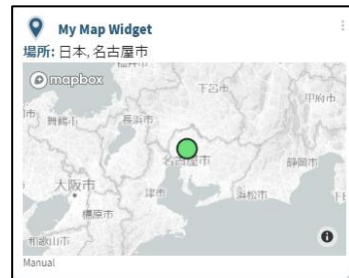 My Map Widget
場所: 日本, 名古屋市
mapbox
下呂市
甲府市
舞鶴市
長浜市
名古屋市
静岡市
大阪市
津市
浜松市
橿原市
和歌山市
Manual